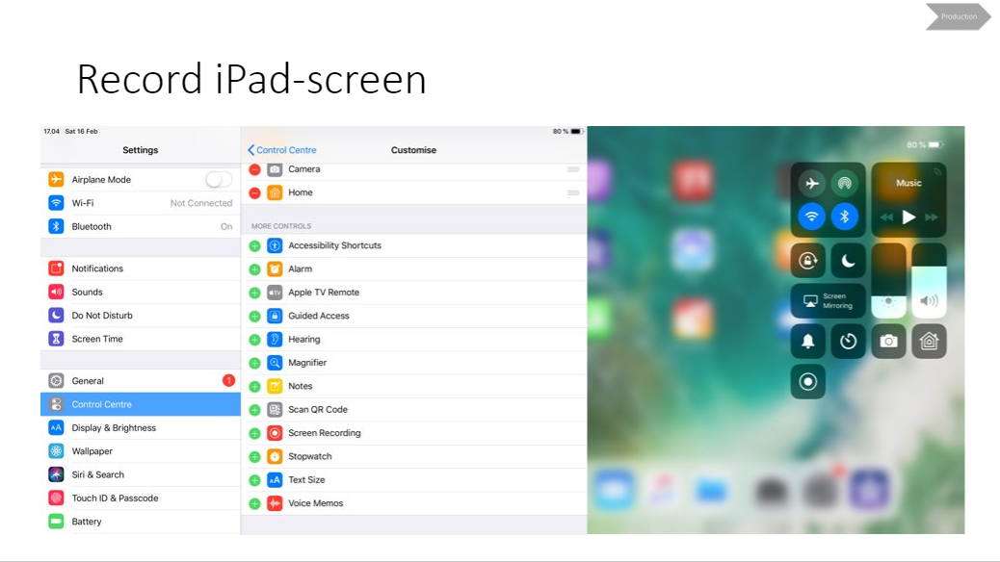 Production
Record iPad-screen
17.04 Sat 16 Feb
80 %
Settings
Control Centre
Customise
Airplane Mode
Wi-Fi Not Connected
Bluetooth On
Notifications
Sounds
Do Not Disturb
Screen Time
General 1
Control Centre
Display & Brightness
Wallpaper
Siri & Search
Touch ID & Passcode
Battery
Camera
Home
MORE CONTROLS
Accessibility Shortcuts
Alarm
Apple TV Remote
Guided Access
Hearing
Magnifier
Notes
Scan QR Code
Screen Recording
Stopwatch
Text Size
Voice Memos
80 %
Music
Screen
Mirroring